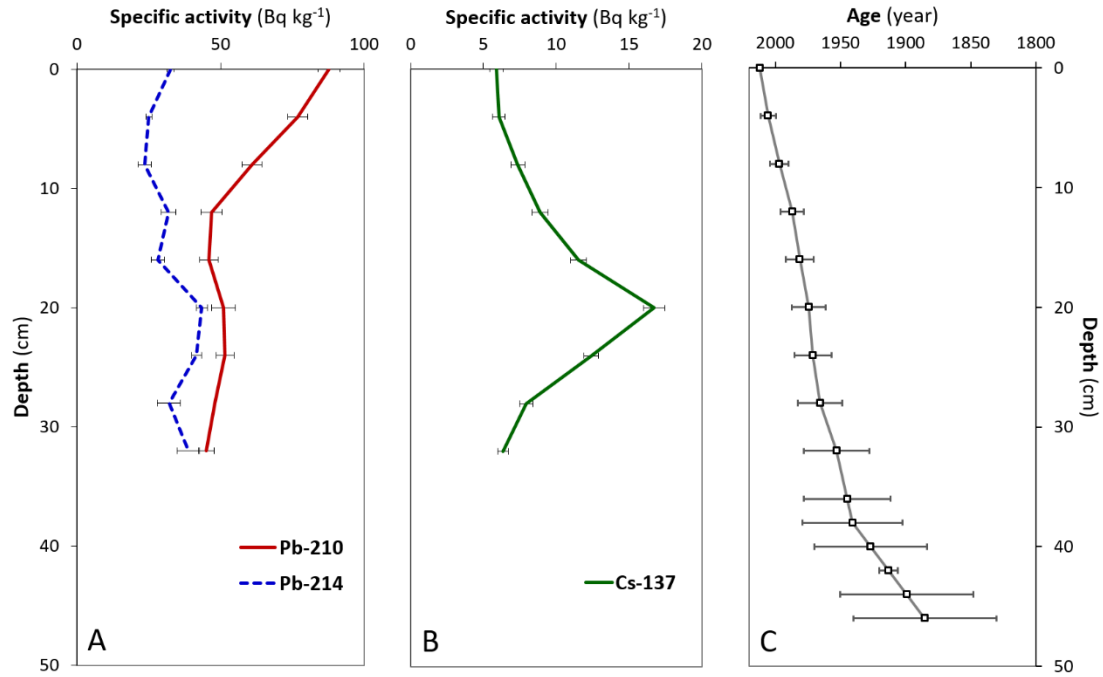 Specific activity (Bq kg⁻¹)
0 50 100
0
10
20
30
40
50
Depth (cm)
Pb-210
Pb-214
A
Specific activity (Bq kg⁻¹)
0 5 10 15 20
Cs-137
B
Age (year)
2000 1950 1900 1850 1800
0
10
20
30
40
50
Depth (cm)
C